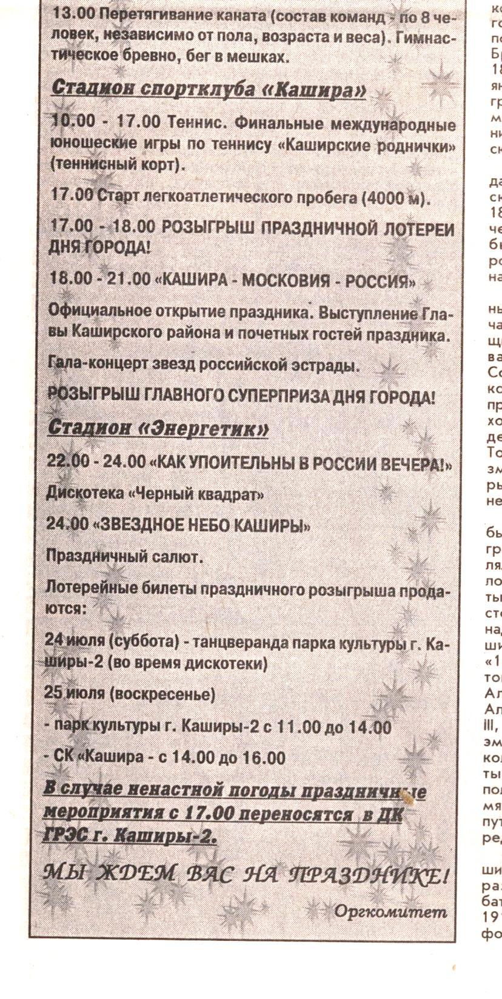 13.00 Перетягивание каната (состав команд - по 8 че-
ловек, независимо от пола, возраста и веса). Гимнас-
тическое бревно, бег в мешках.
Стадион спортклуба «Кашира»
10.00 - 17.00 Теннис. Финальные международные
юношеские игры по теннису «Каширские роднички»
(теннисный корт).
17.00 Старт легкоатлетического пробега (4000 м).
17.00 - 18.00 РОЗЫГРЫШ ПРАЗДНИЧНОЙ ЛОТЕРЕИ
ДНЯ ГОРОДА!
18.00 - 21.00 «КАШИРА - МОСКОВИЯ - РОССИЯ»
Официальное открытие праздника. Выступление Гла-
вы Каширского района и почетных гостей праздника.
Гала-концерт звезд российской эстрады.
РОЗЫГРЫШ ГЛАВНОГО СУПЕРПРИЗА ДНЯ ГОРОДА!
Стадион «Энергетик»
22.00 - 24.00 «КАК УПОИТЕЛЬНЫ В РОССИИ ВЕЧЕРА!»
Дискотека «Черный квадрат»
24.00 «ЗВЕЗДНОЕ НЕБО КАШИРЫ»
Праздничный салют.
Лотерейные билеты праздничного розыгрыша прода-
ются:
24 июля (суббота) - танцверанда парка культуры г. Ка-
ширы-2 (во время дискотеки)
25 июля (воскресенье)
- парк культуры г. Каширы-2 с 11.00 до 14.00
- СК «Кашира - с 14.00 до 16.00
В случае ненастной погоды праздничные
мероприятия с 17.00 переносятся в ДК
ГРЭС г. Каширы-2.
МЫ ЖДЕМ ВАС НА ПРАЗДНИКЕ!
Оргкомитет